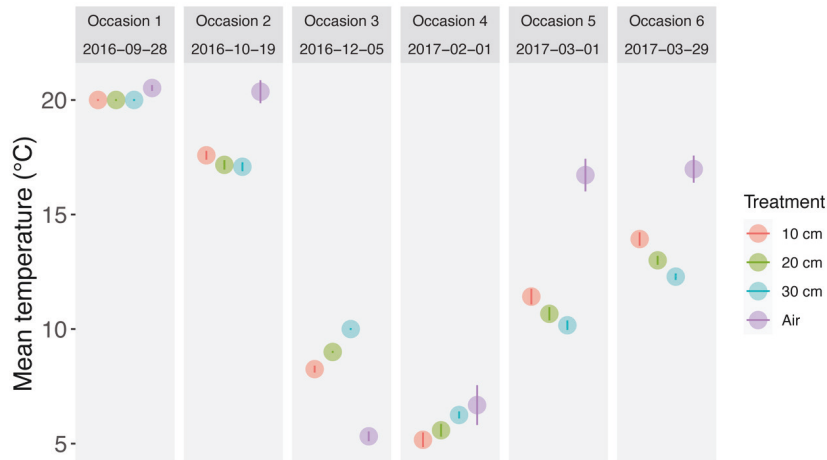 Occasion 1
Occasion 2
Occasion 3
Occasion 4
Occasion 5
Occasion 6
2016−09−28
2016-10-19
2016−12−05
2017−02−01
2017−03−01
2017−03−29
Mean temperature (°C)
20
15
10
5
Treatment
10 cm
20 cm
30 cm
Air